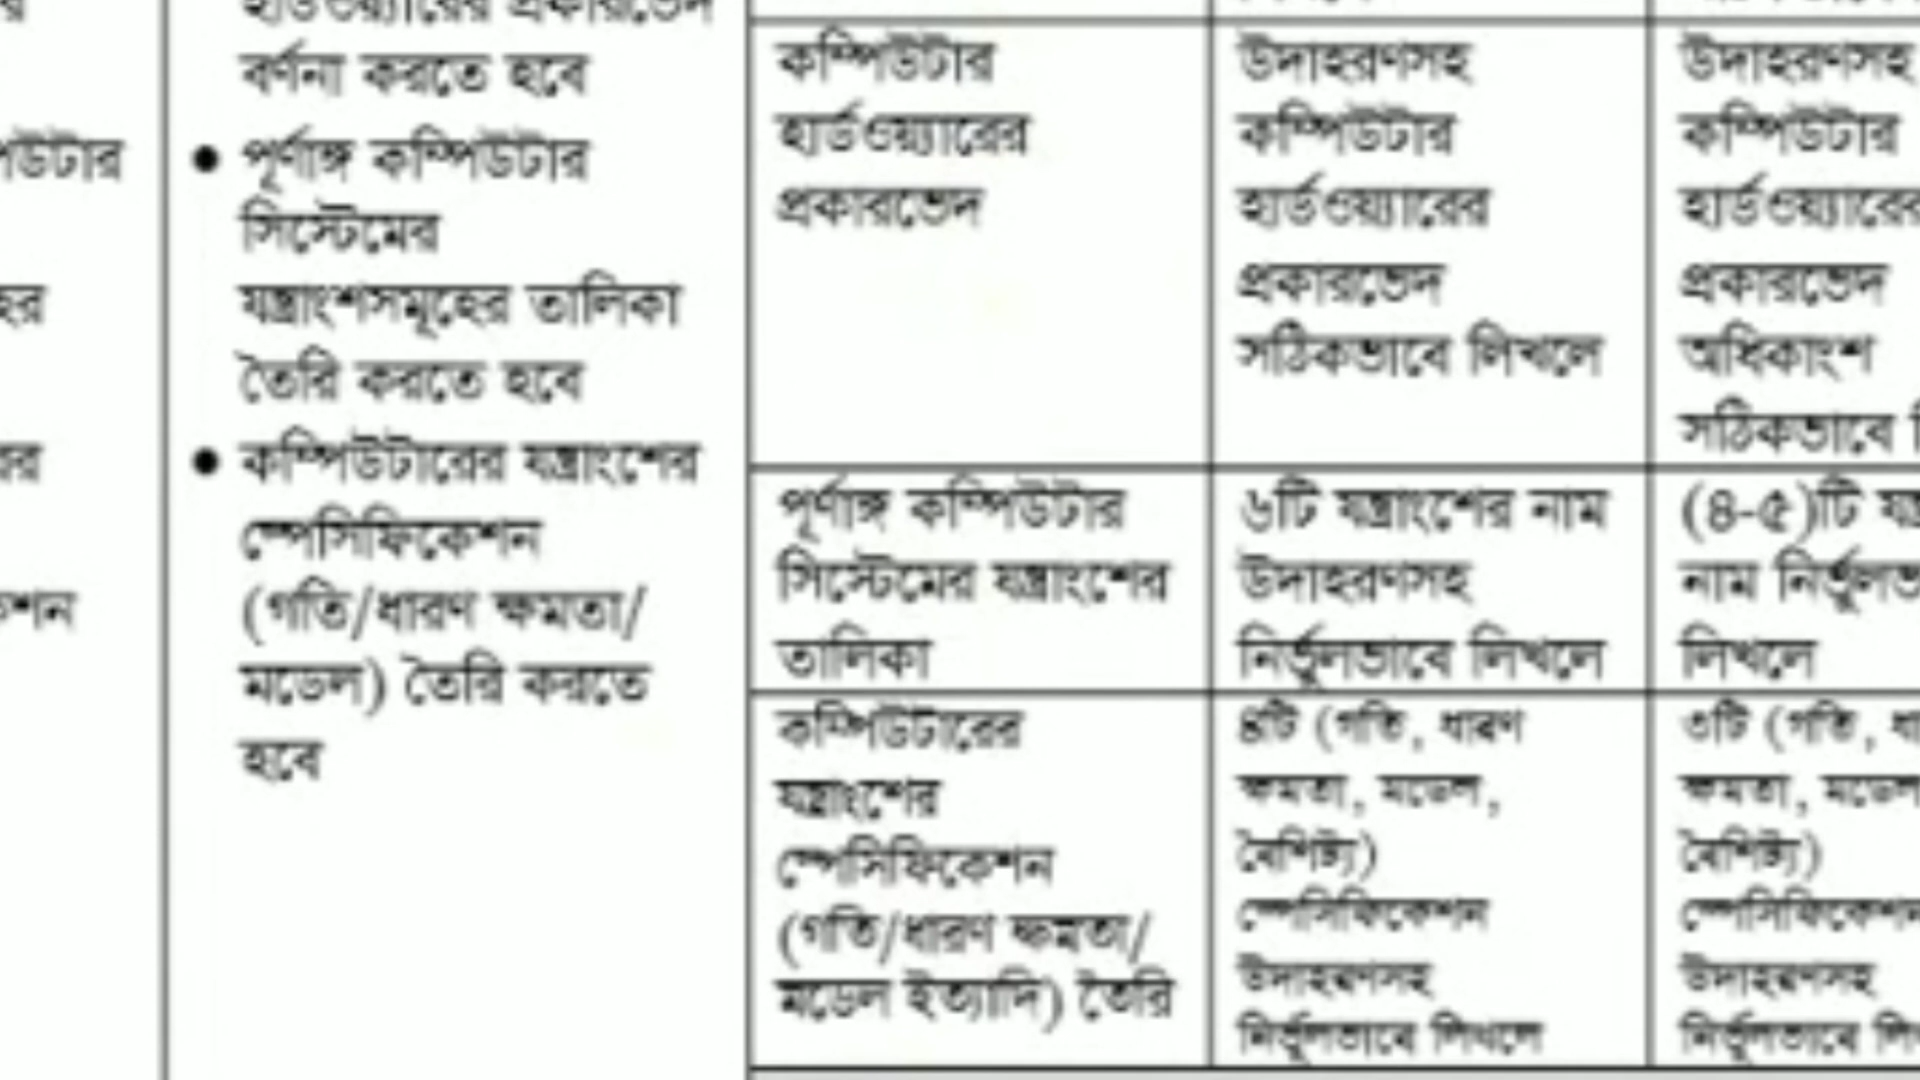 বর্ণনা করতে হবে
• পূর্ণাঙ্গ কম্পিউটার
সিস্টেমের
যন্ত্রাংশসমূহের তালিকা
তৈরি করতে হবে
• কম্পিউটারের যন্ত্রাংশের
স্পেসিফিকেশন
(গতি/ধারণ ক্ষমতা/
মডেল) তৈরি করতে
হবে
কম্পিউটার
হার্ডওয়্যারের
প্রকারভেদ
উদাহরণসহ
কম্পিউটার
হার্ডওয়্যারের
প্রকারভেদ
সঠিকভাবে লিখলে
উদাহরণসহ
কম্পিউটার
হার্ডওয়্যারের
প্রকারভেদ
অধিকাংশ
সঠিকভাবে
পূর্ণাঙ্গ কম্পিউটার
সিস্টেমের যন্ত্রাংশের
তালিকা
৬টি যন্ত্রাংশের নাম
উদাহরণসহ
নির্ভুলভাবে লিখলে
(৪-৫)টি
নাম
লিখলে
কম্পিউটারের
যন্ত্রাংশের
স্পেসিফিকেশন
(গতি/ধারণ ক্ষমতা/
মডেল ইত্যাদি) তৈরি
৪টি (গতি, ধারণ
ক্ষমতা, মডেল,
বৈশিষ্ট্য)
স্পেসিফিকেশন
উদাহরণসহ
নির্ভুলভাবে লিখলে
৩টি (গতি,
ক্ষমতা, মডেল
বৈশিষ্ট্য)
স্পেসিফিকেশন
উদাহরণসহ
নির্ভুলভাবে